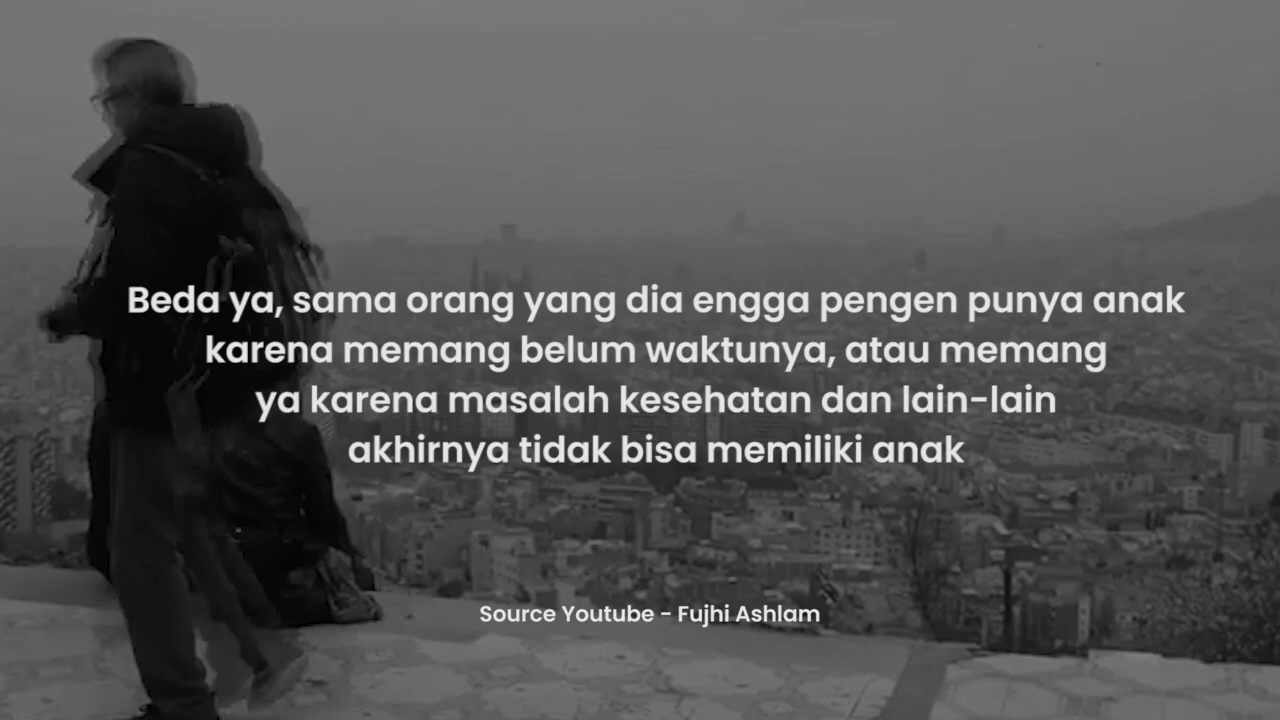 Beda ya, sama orang yang dia engga pengen punya anak
karena memang belum waktunya, atau memang
ya karena masalah kesehatan dan lain-lain
akhirnya tidak bisa memiliki anak
Source Youtube - Fujhi Ashlam